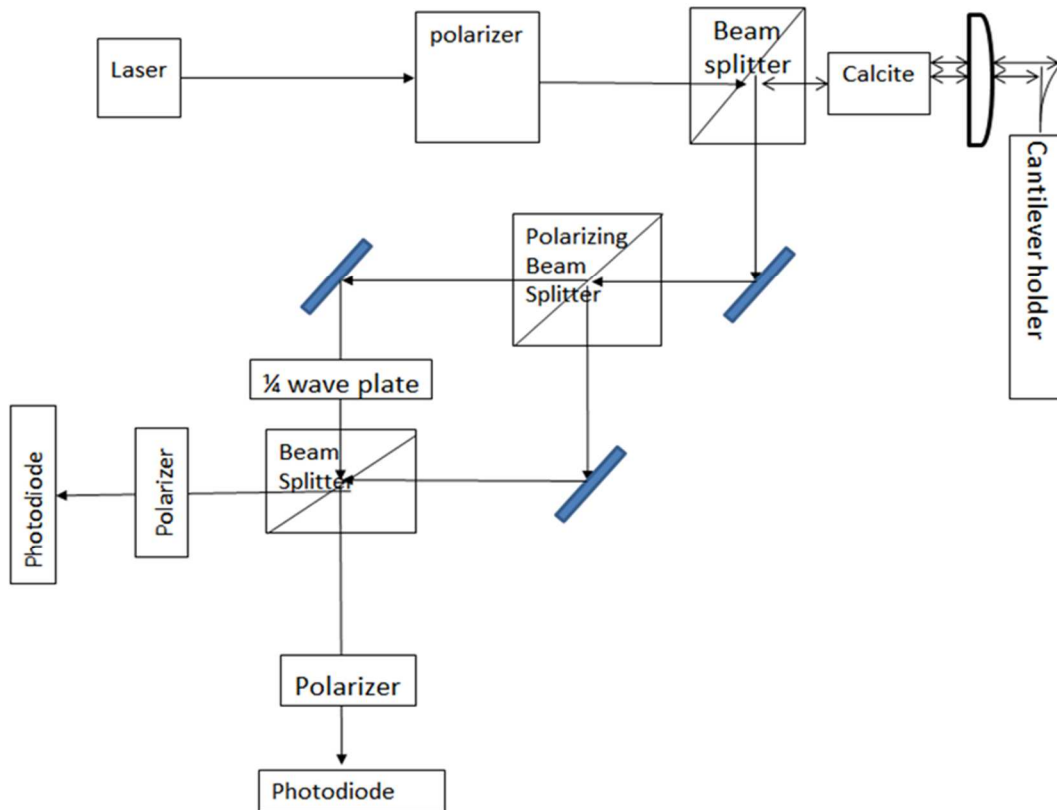 Laser
polarizer
Beam
splitter
Calcite
Cantilever holder
Polarizing
Beam
Splitter
¼ wave plate
Beam
Splitter
Polarizer
Photodiode
Polarizer
Photodiode